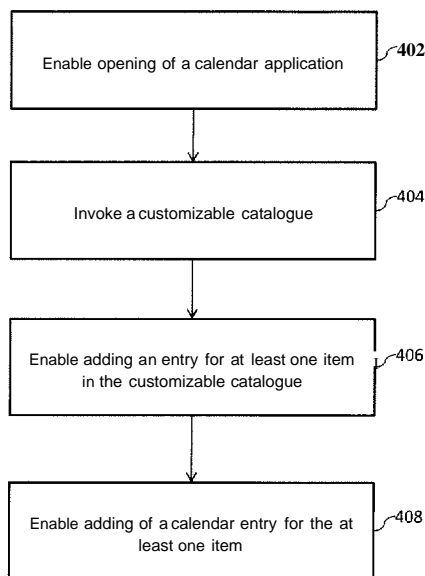 Enable opening of a calendar application
402
Invoke a customizable catalogue
404
Enable adding an entry for at least one item
in the customizable catalogue
406
Enable adding of a calendar entry for the at
least one item
408